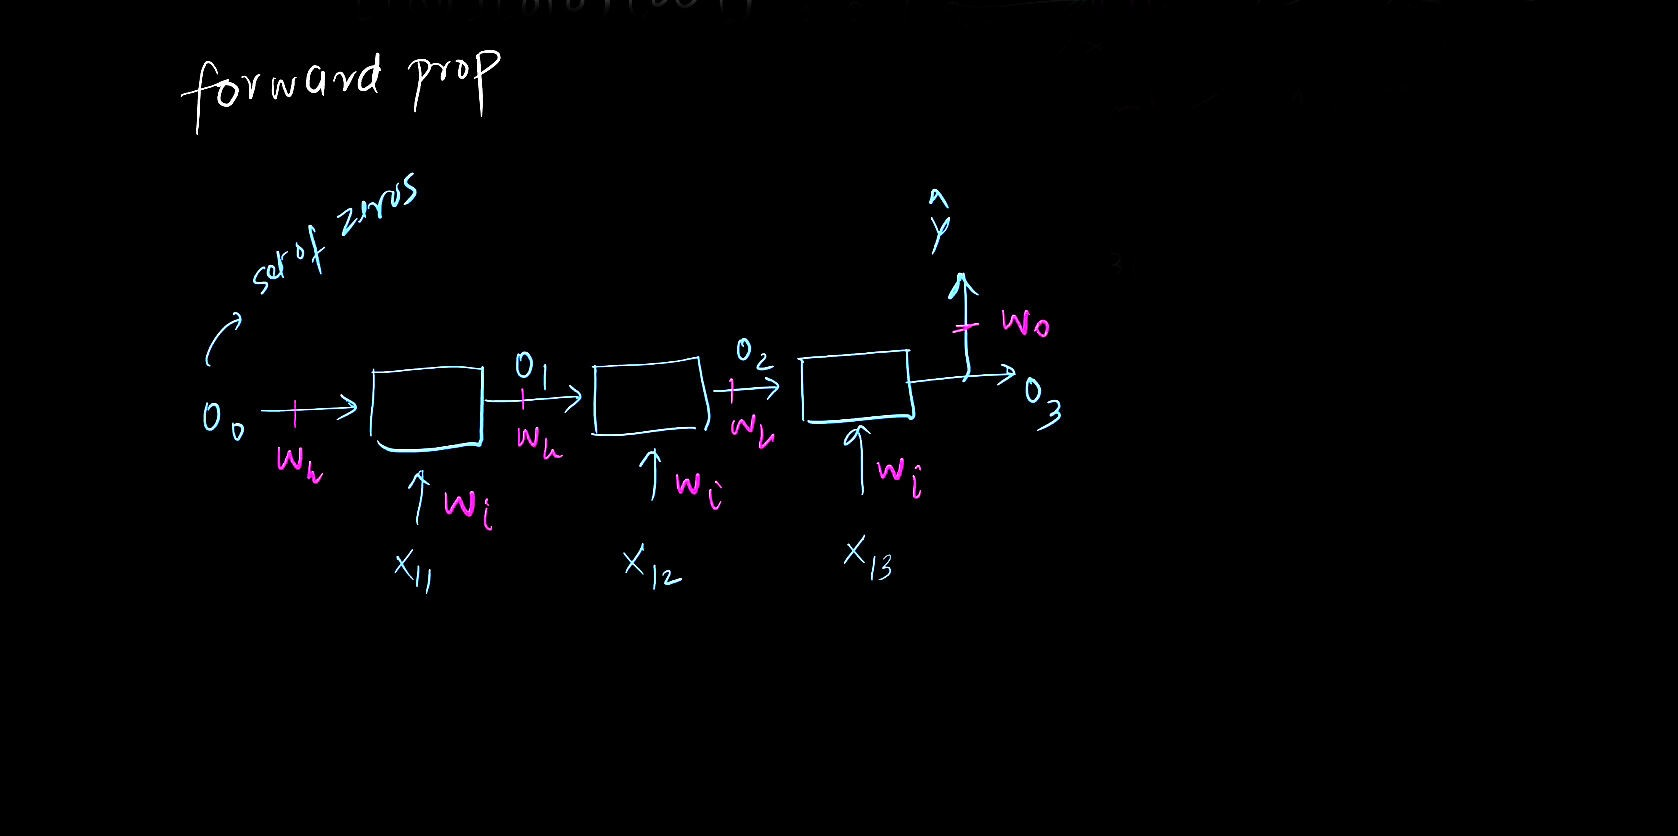 forward prop
set of zeros
ŷ
W₀
O₁
O₂
O₀
O₃
Wₕ
Wₕ
Wₕ
Wᵢ
Wᵢ
Wᵢ
X₁₁
X₁₂
X₁₃